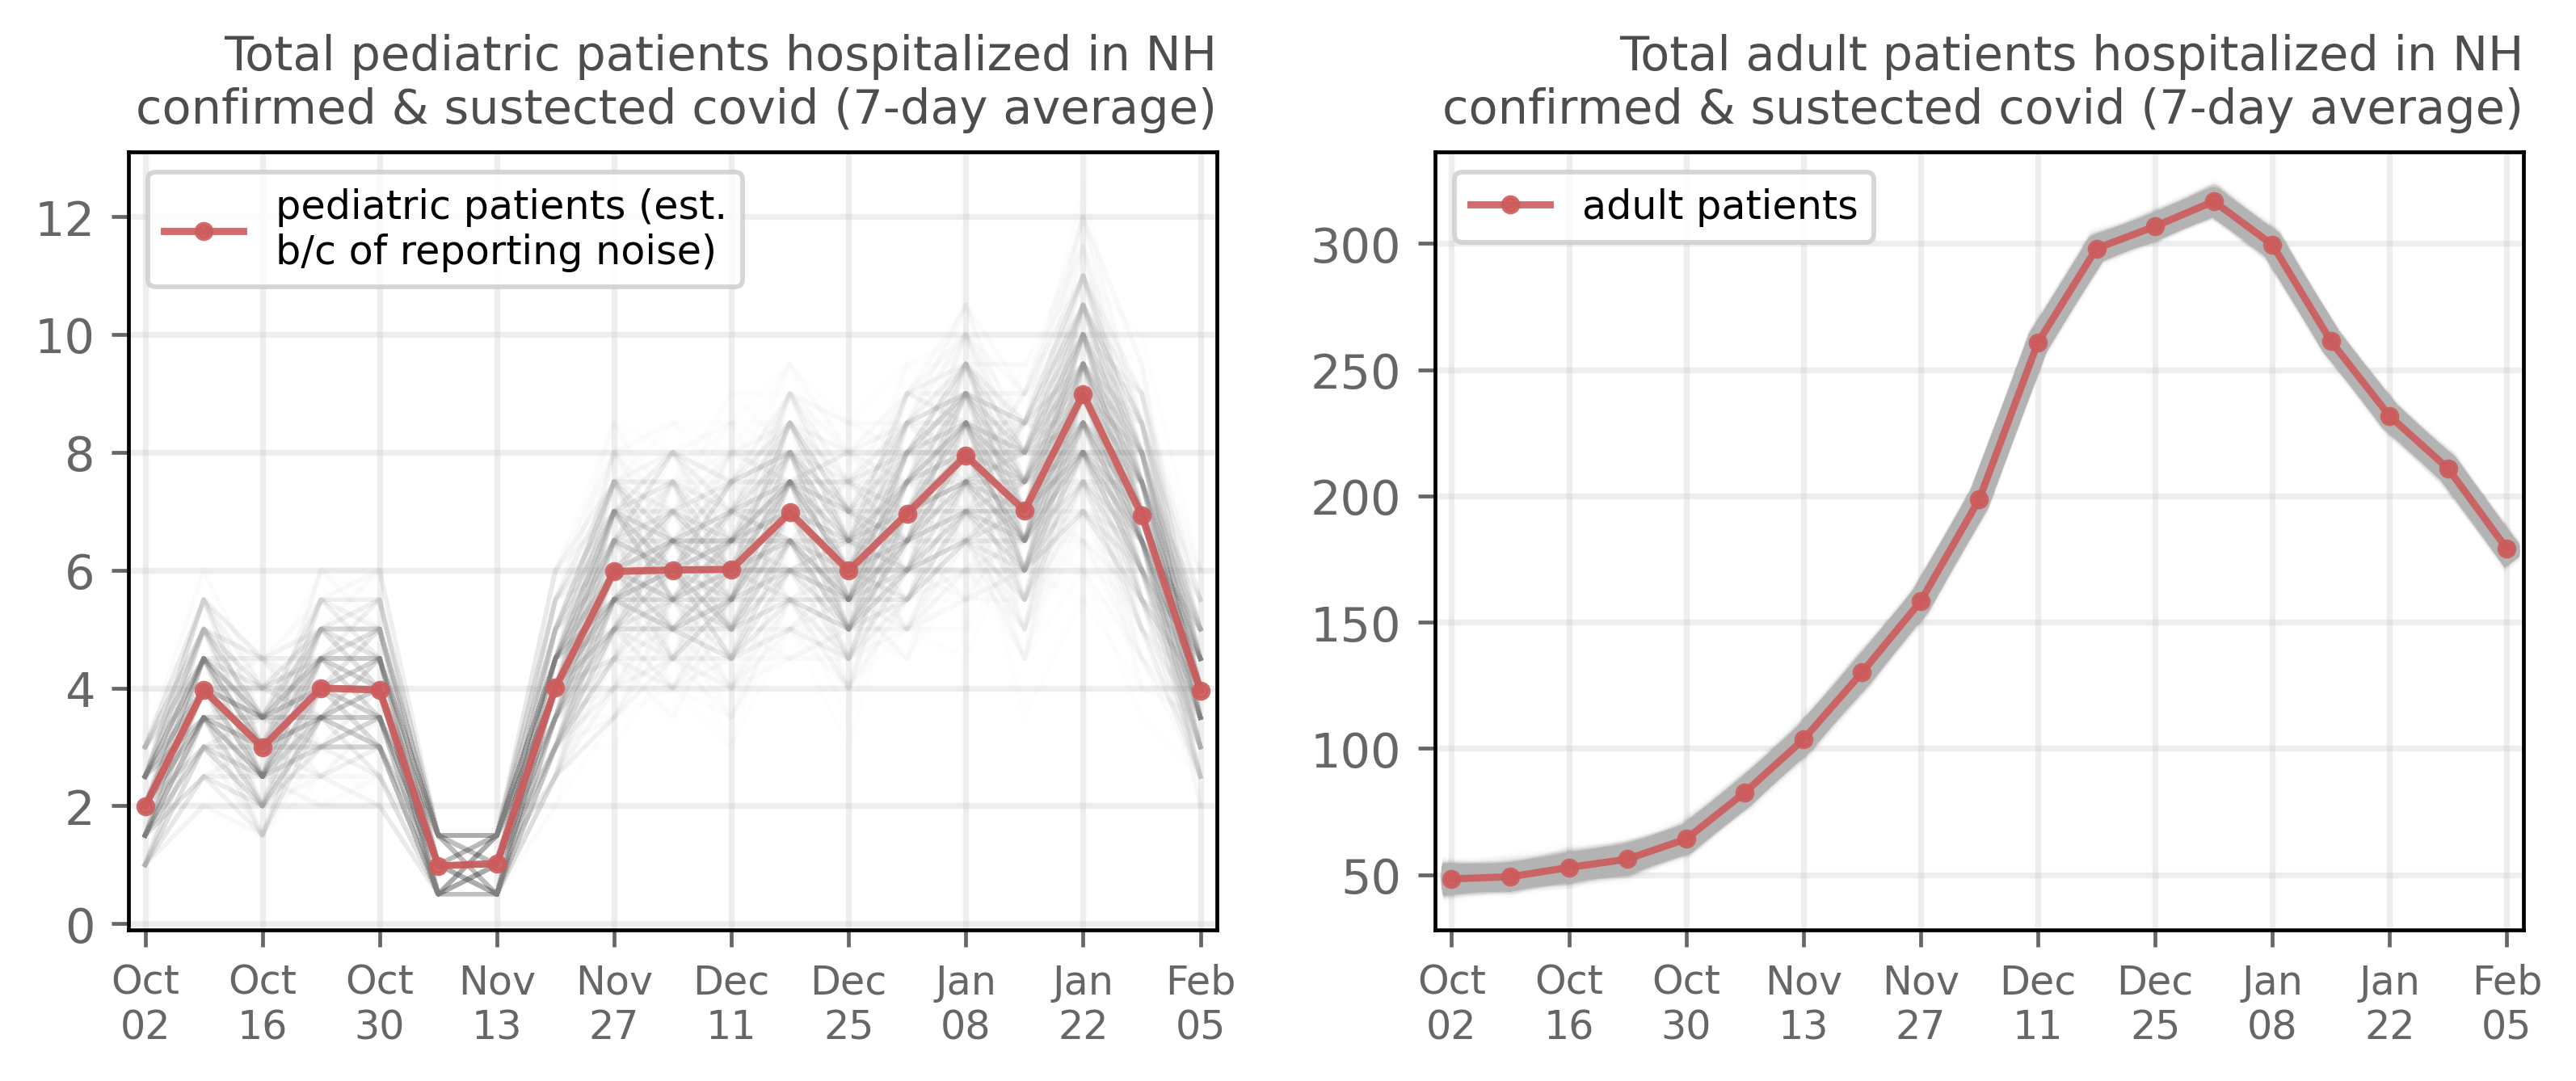 Total pediatric patients hospitalized in NH
confirmed & sustected covid (7-day average)
pediatric patients (est.
b/c of reporting noise)
12
10
8
6
4
2
0
Oct Oct Oct Nov Nov Dec Dec Jan Jan Feb
02 16 30 13 27 11 25 08 22 05
Total adult patients hospitalized in NH
confirmed & sustected covid (7-day average)
adult patients
300
250
200
150
100
50
Oct Oct Oct Nov Nov Dec Dec Jan Jan Feb
02 16 30 13 27 11 25 08 22 05